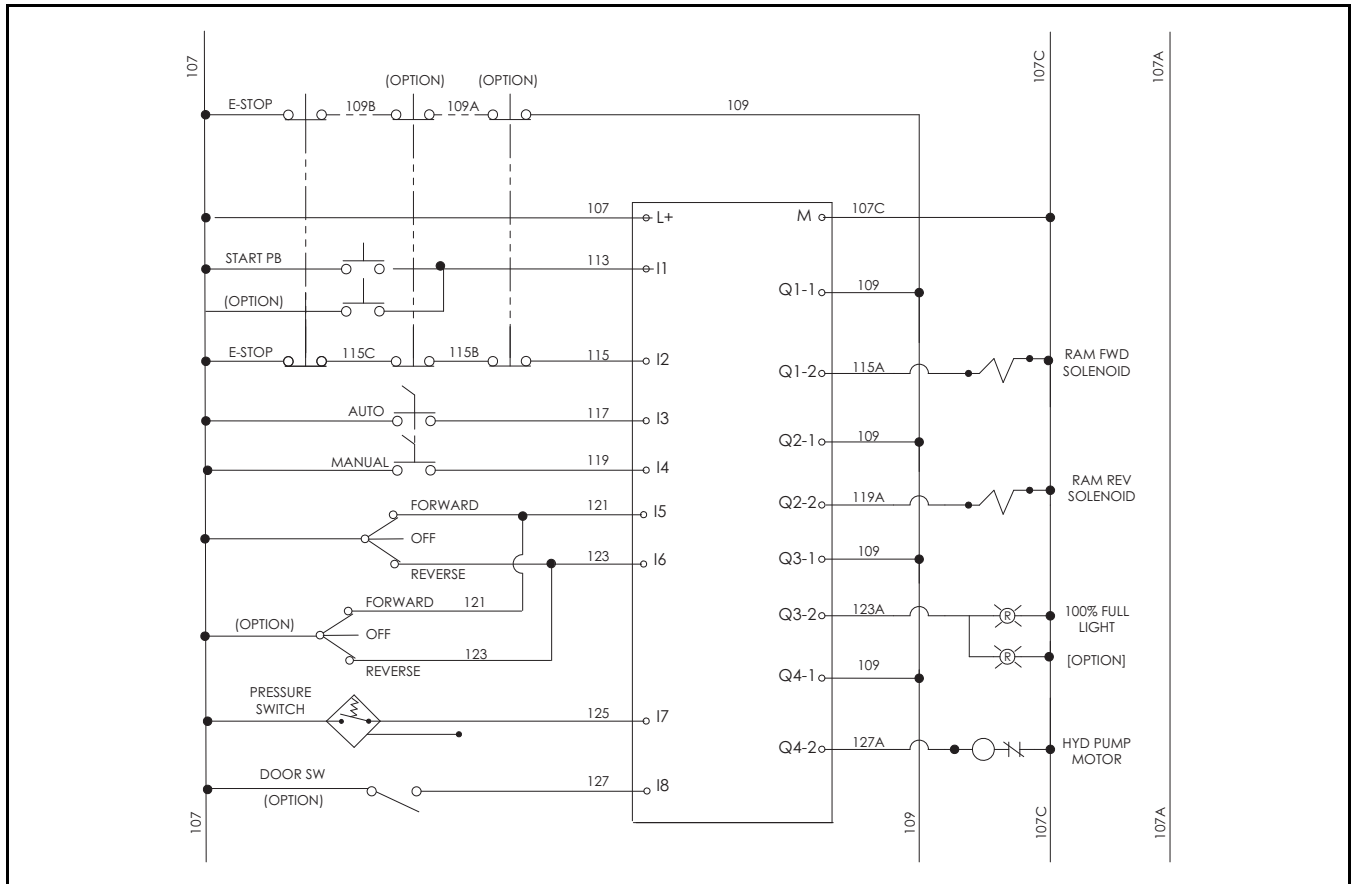 107
107C
107A
(OPTION)
(OPTION)
E-STOP
109B
109A
109
107
L+
M
107C
START PB
113
I1
Q1-1
109
(OPTION)
E-STOP
115C
115B
115
I2
Q1-2
115A
RAM FWD
SOLENOID
AUTO
117
I3
Q2-1
109
MANUAL
119
I4
Q2-2
119A
RAM REV
SOLENOID
FORWARD
121
I5
OFF
REVERSE
123
I6
Q3-1
109
FORWARD
121
(OPTION)
OFF
REVERSE
123
Q3-2
123A
R
100% FULL
LIGHT
R
[OPTION]
Q4-1
109
PRESSURE
SWITCH
125
I7
Q4-2
127A
HYD PUMP
MOTOR
DOOR SW
(OPTION)
127
I8
107
109
107C
107A